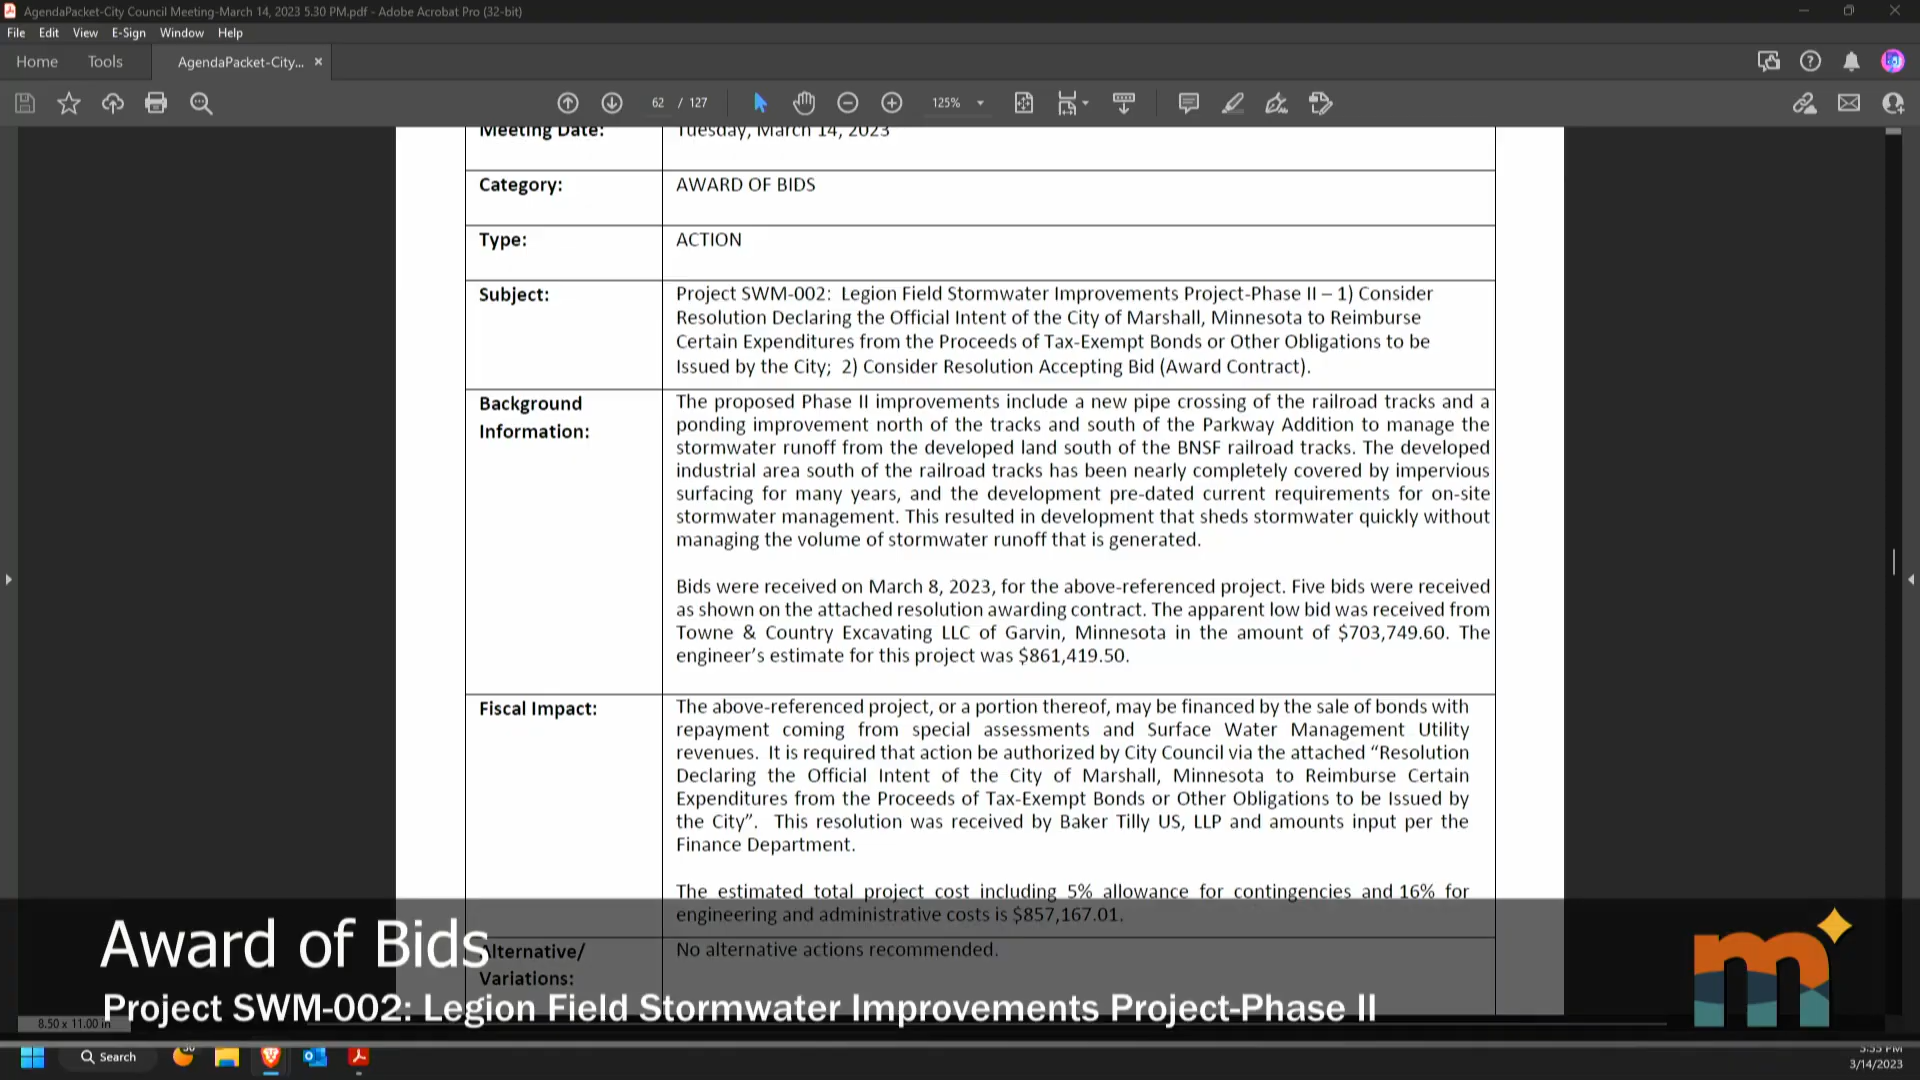 AgendaPacket-City Council Meeting-March 14, 2023 5.30 PM.pdf - Adobe Acrobat Pro (32-bit)
File Edit View E-Sign Window Help
Home Tools AgendaPacket-City... ×
62 / 127 125%
Meeting Date: Tuesday, March 14, 2023
Category: AWARD OF BIDS
Type: ACTION
Subject: Project SWM-002:  Legion Field Stormwater Improvements Project-Phase II – 1) Consider
Resolution Declaring the Official Intent of the City of Marshall, Minnesota to Reimburse
Certain Expenditures from the Proceeds of Tax-Exempt Bonds or Other Obligations to be
Issued by the City;  2) Consider Resolution Accepting Bid (Award Contract).
Background
Information:
The proposed Phase II improvements include a new pipe crossing of the railroad tracks and a
ponding improvement north of the tracks and south of the Parkway Addition to manage the
stormwater runoff from the developed land south of the BNSF railroad tracks. The developed
industrial area south of the railroad tracks has been nearly completely covered by impervious
surfacing for many years, and the development pre-dated current requirements for on-site
stormwater management. This resulted in development that sheds stormwater quickly without
managing the volume of stormwater runoff that is generated.
Bids were received on March 8, 2023, for the above-referenced project. Five bids were received
as shown on the attached resolution awarding contract. The apparent low bid was received from
Towne & Country Excavating LLC of Garvin, Minnesota in the amount of $703,749.60. The
engineer's estimate for this project was $861,419.50.
Fiscal Impact: The above-referenced project, or a portion thereof, may be financed by the sale of bonds with
repayment coming from special assessments and Surface Water Management Utility
revenues.  It is required that action be authorized by City Council via the attached “Resolution
Declaring the Official Intent of the City of Marshall, Minnesota to Reimburse Certain
Expenditures from the Proceeds of Tax-Exempt Bonds or Other Obligations to be Issued by
the City”.  This resolution was received by Baker Tilly US, LLP and amounts input per the
Finance Department.
The estimated total project cost including 5% allowance for contingencies and 16% for
engineering and administrative costs is $857,167.01.
Alternative/
Variations:
No alternative actions recommended.
Award of Bids
Project SWM-002: Legion Field Stormwater Improvements Project-Phase II
m
8.50 x 11.00 in
Search
3/14/2023